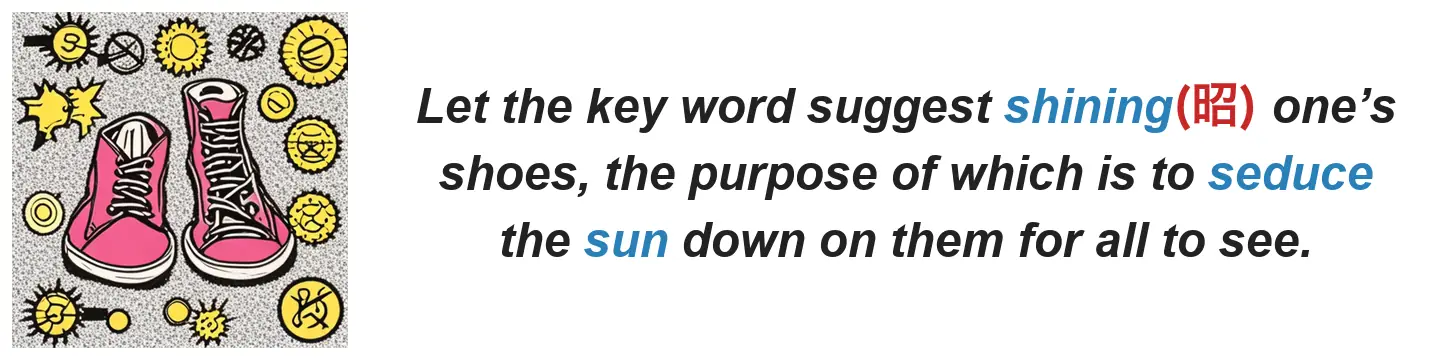 Let the key word suggest shining(昭) one’s
shoes, the purpose of which is to seduce
the sun down on them for all to see.